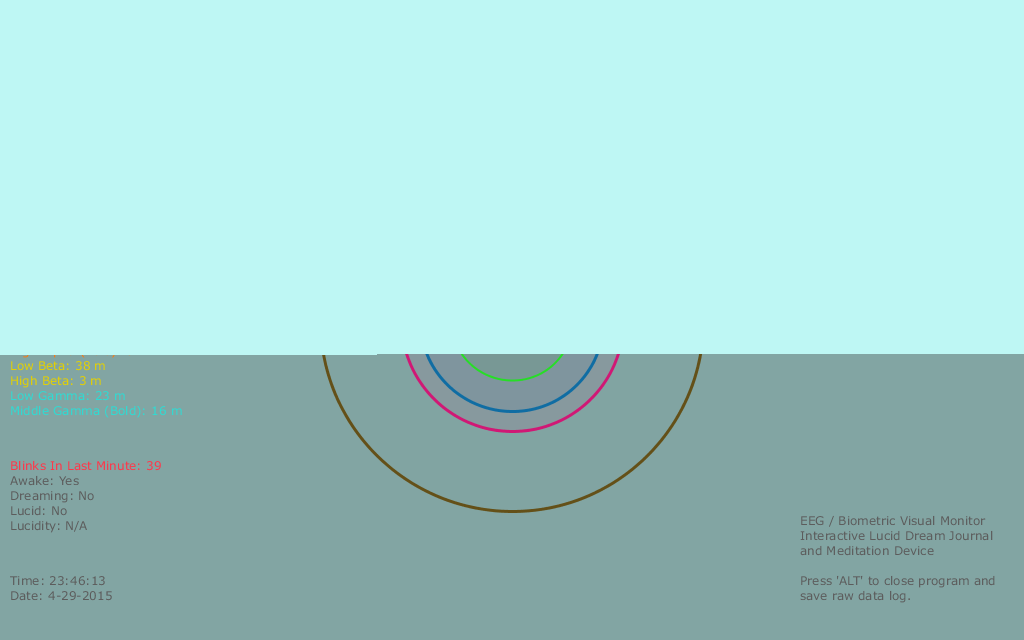 Low Beta: 38 m
High Beta: 3 m
Low Gamma: 23 m
Middle Gamma (Bold): 16 m
Blinks In Last Minute: 39
Awake: Yes
Dreaming: No
Lucid: No
Lucidity: N/A
Time: 23:46:13
Date: 4-29-2015
EEG / Biometric Visual Monitor
Interactive Lucid Dream Journal
and Meditation Device
Press 'ALT' to close program and
save raw data log.